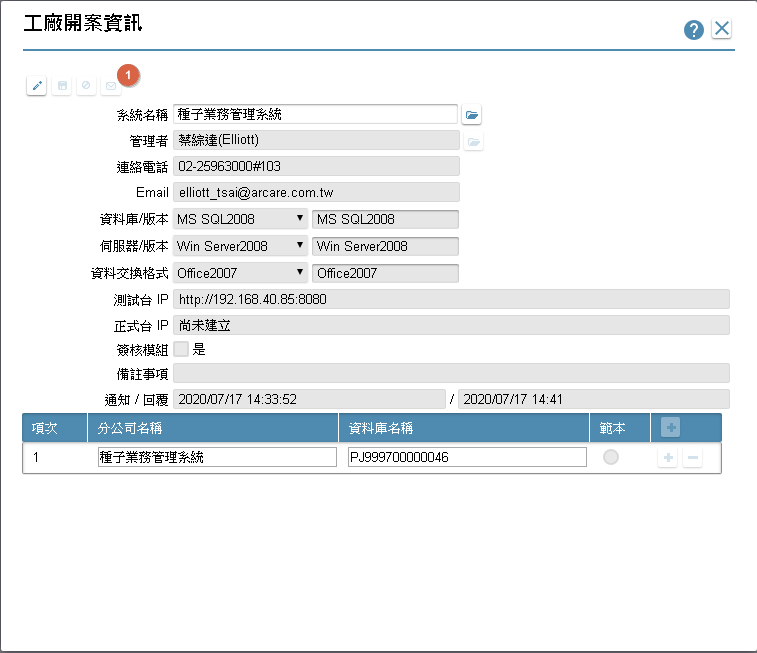 工廠開案資訊
?
1
系統名稱 種子業務管理系統
管理者 蔡綜達(Elliott)
連絡電話 02-25963000#103
Email elliott_tsai@arcare.com.tw
資料庫/版本 MS SQL2008 MS SQL2008
伺服器/版本 Win Server2008 Win Server2008
資料交換格式 Office2007 Office2007
測試台 IP http://192.168.40.85:8080
正式台 IP 尚未建立
簽核模組 是
備註事項
通知 / 回覆 2020/07/17 14:33:52 / 2020/07/17 14:41
項次 分公司名稱 資料庫名稱 範本
1 種子業務管理系統 PJ999700000046